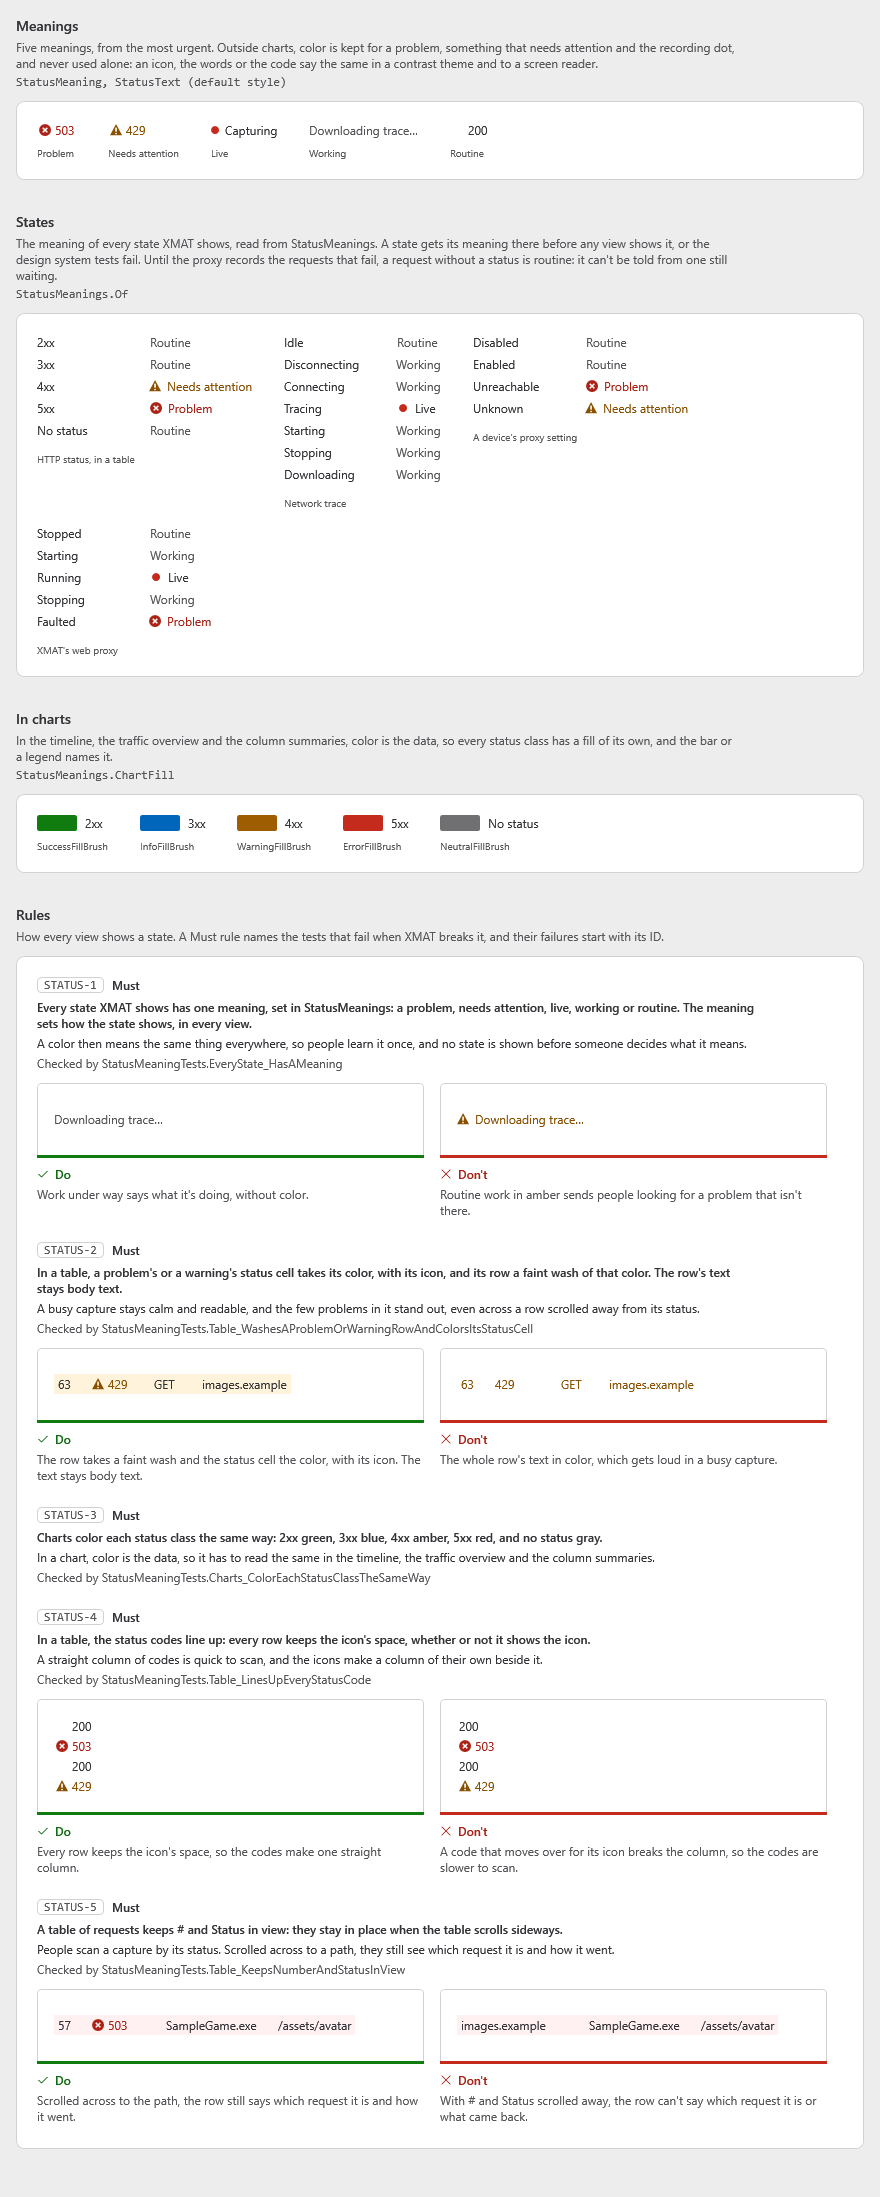 Meanings
Five meanings, from the most urgent. Outside charts, color is kept for a problem, something that needs attention and the recording dot,
and never used alone: an icon, the words or the code say the same in a contrast theme and to a screen reader.
StatusMeaning, StatusText (default style)
503 429 Capturing Downloading trace... 200
Problem Needs attention Live Working Routine
States
The meaning of every state XMAT shows, read from StatusMeanings. A state gets its meaning there before any view shows it, or the
design system tests fail. Until the proxy records the requests that fail, a request without a status is routine: it can't be told from one still
waiting.
StatusMeanings.Of
2xx Routine
3xx Routine
4xx Needs attention
5xx Problem
No status Routine
HTTP status, in a table
Idle Routine
Disconnecting Working
Connecting Working
Tracing Live
Starting Working
Stopping Working
Downloading Working
Network trace
Disabled Routine
Enabled Routine
Unreachable Problem
Unknown Needs attention
A device's proxy setting
Stopped Routine
Starting Working
Running Live
Stopping Working
Faulted Problem
XMAT's web proxy
In charts
In the timeline, the traffic overview and the column summaries, color is the data, so every status class has a fill of its own, and the bar or
a legend names it.
StatusMeanings.ChartFill
2xx 3xx 4xx 5xx No status
SuccessFillBrush InfoFillBrush WarningFillBrush ErrorFillBrush NeutralFillBrush
Rules
How every view shows a state. A Must rule names the tests that fail when XMAT breaks it, and their failures start with its ID.
STATUS-1 Must
Every state XMAT shows has one meaning, set in StatusMeanings: a problem, needs attention, live, working or routine. The meaning
sets how the state shows, in every view.
A color then means the same thing everywhere, so people learn it once, and no state is shown before someone decides what it means.
Checked by StatusMeaningTests.EveryState_HasAMeaning
Downloading trace...
Do
Work under way says what it's doing, without color.
Downloading trace...
Don't
Routine work in amber sends people looking for a problem that isn't
there.
STATUS-2 Must
In a table, a problem's or a warning's status cell takes its color, with its icon, and its row a faint wash of that color. The row's text
stays body text.
A busy capture stays calm and readable, and the few problems in it stand out, even across a row scrolled away from its status.
Checked by StatusMeaningTests.Table_WashesAProblemOrWarningRowAndColorsItsStatusCell
63 429 GET images.example
Do
The row takes a faint wash and the status cell the color, with its icon. The
text stays body text.
63 429 GET images.example
Don't
The whole row's text in color, which gets loud in a busy capture.
STATUS-3 Must
Charts color each status class the same way: 2xx green, 3xx blue, 4xx amber, 5xx red, and no status gray.
In a chart, color is the data, so it has to read the same in the timeline, the traffic overview and the column summaries.
Checked by StatusMeaningTests.Charts_ColorEachStatusClassTheSameWay
STATUS-4 Must
In a table, the status codes line up: every row keeps the icon's space, whether or not it shows the icon.
A straight column of codes is quick to scan, and the icons make a column of their own beside it.
Checked by StatusMeaningTests.Table_LinesUpEveryStatusCode
200
503
200
429
Do
Every row keeps the icon's space, so the codes make one straight
column.
200
503
200
429
Don't
A code that moves over for its icon breaks the column, so the codes are
slower to scan.
STATUS-5 Must
A table of requests keeps # and Status in view: they stay in place when the table scrolls sideways.
People scan a capture by its status. Scrolled across to a path, they still see which request it is and how it went.
Checked by StatusMeaningTests.Table_KeepsNumberAndStatusInView
57 503 SampleGame.exe /assets/avatar
Do
Scrolled across to the path, the row still says which request it is and how
it went.
images.example SampleGame.exe /assets/avatar
Don't
With # and Status scrolled away, the row can't say which request it is or
what came back.